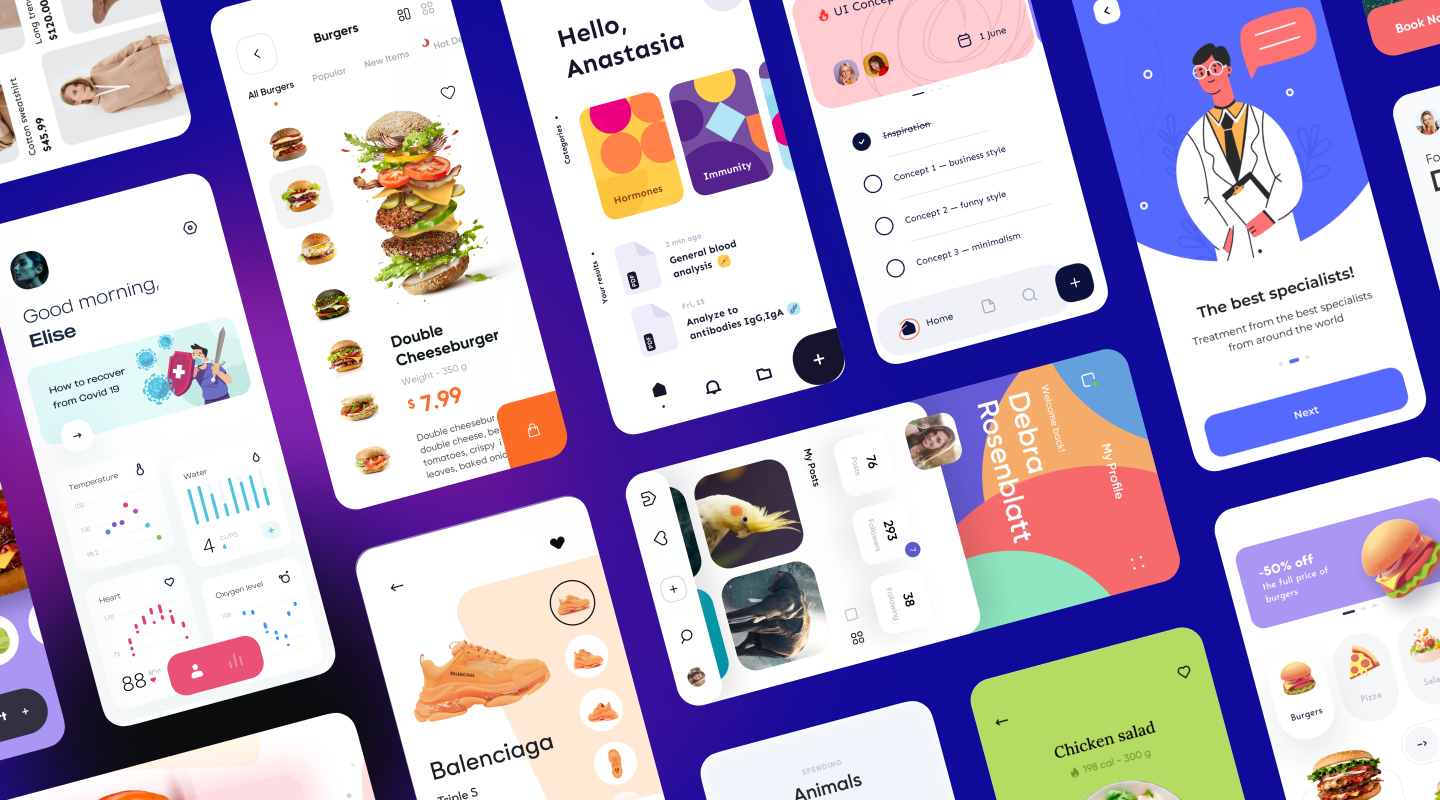 Long tren
$120.00
Cotton sweatshirt
$45.99
Good morning,
Elise
How to recover
from Covid 19
Temperature
102
100
98.2
Water
4
CUPS
Heart
170
75
88
BPM
Oxygen level
100
Burgers
All Burgers
Popular
New Items
Hot De
Double
Cheeseburger
Weight - 350 g
$ 7.99
Double cheesebur
double cheese, be
tomatoes, crispy
leaves, baked onio
Hello,
Anastasia
Categories
Hormones
Immunity
Your results
PDF
2 min ago
General blood
analysis
PDF
Fri, 15
Analyze to
antibodies IgG,IgA
UI Concep
1 June
Inspiration
Concept 1 — business style
Concept 2 — funny style
Concept 3 — minimalism
Home
The best specialists!
Treatment from the best specialists
from around the world
Next
Book No
Fo
Balenciaga
BALENCIAGA
Triple S
My Profile
Welcome back!
Debra
Rosenblatt
76
Posts
293
Followers
7
38
Following
My Posts
SPENDING
Animals
Chicken salad
198 cal - 300 g
-50% off
the full price of
burgers
Burgers
Pizza
Sala